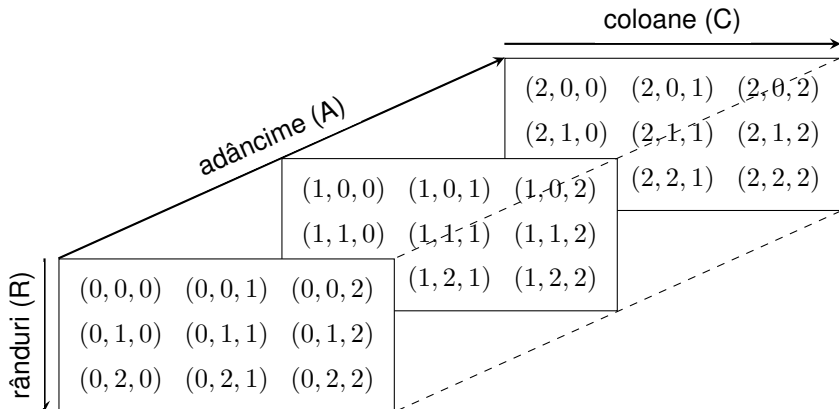 coloane (C)
(2, 0, 0) (2, 0, 1) (2, 0, 2)
(2, 1, 0) (2, 1, 1) (2, 1, 2)
(2, 2, 1) (2, 2, 2)
adâncime (A)
(1, 0, 0) (1, 0, 1) (1, 0, 2)
(1, 1, 0) (1, 1, 1) (1, 1, 2)
(1, 2, 1) (1, 2, 2)
rânduri (R)
(0, 0, 0) (0, 0, 1) (0, 0, 2)
(0, 1, 0) (0, 1, 1) (0, 1, 2)
(0, 2, 0) (0, 2, 1) (0, 2, 2)